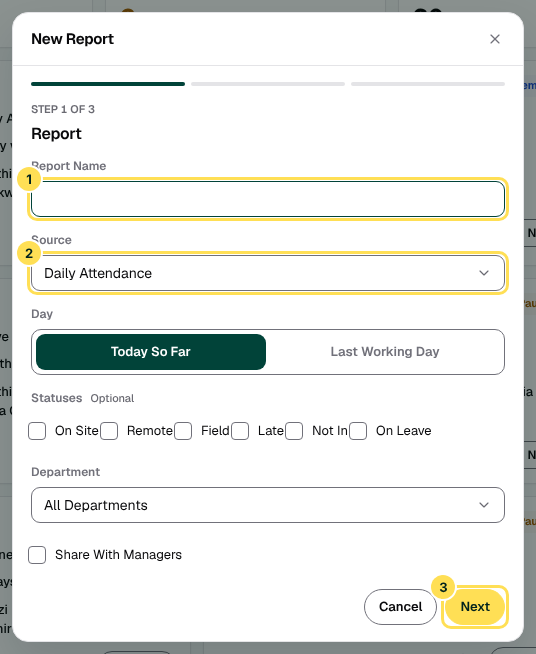 New Report
STEP 1 OF 3
Report
Report Name
1
Source
2
Daily Attendance
Day
Today So Far
Last Working Day
Statuses Optional
On Site Remote Field Late Not In On Leave
Department
All Departments
Share With Managers
3
Cancel
Next